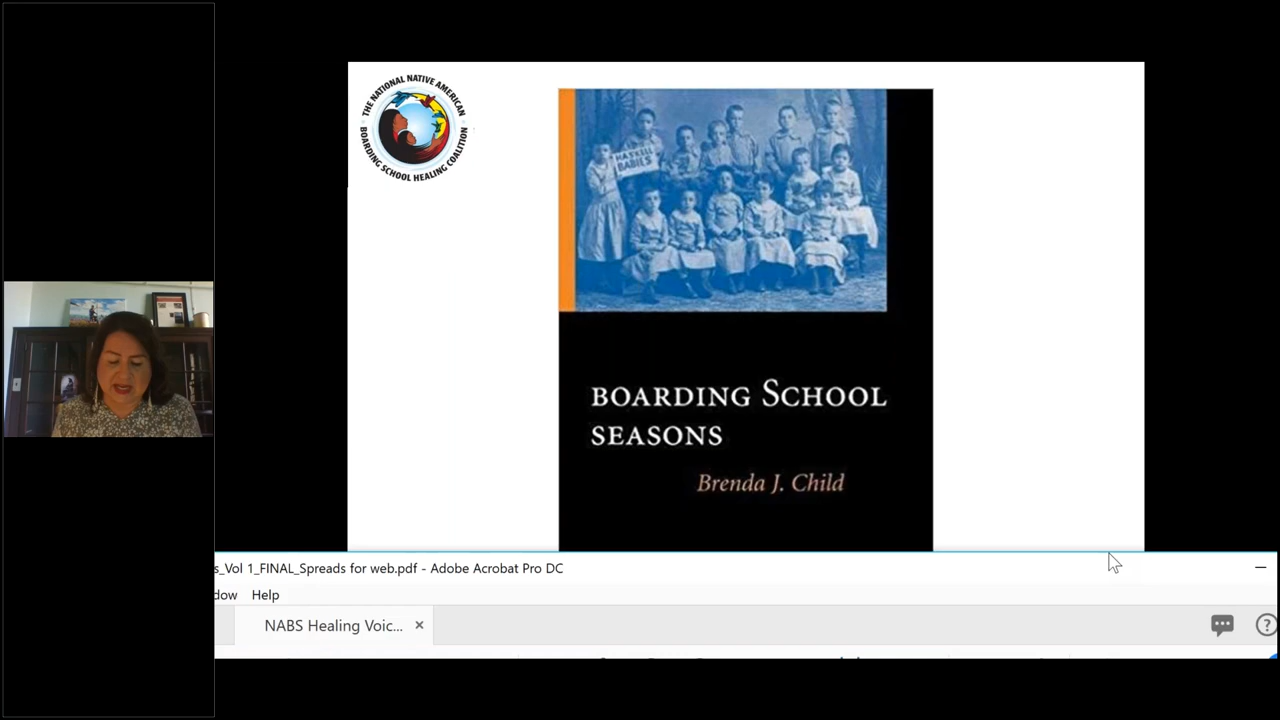 THE NATIONAL NATIVE AMERICAN
BOARDING SCHOOL HEALING COALITION
HASKELL
BABIES
BOARDING SCHOOL
SEASONS
Brenda J. Child
s_Vol 1_FINAL_Spreads for web.pdf - Adobe Acrobat Pro DC
dow Help
NABS Healing Voic...